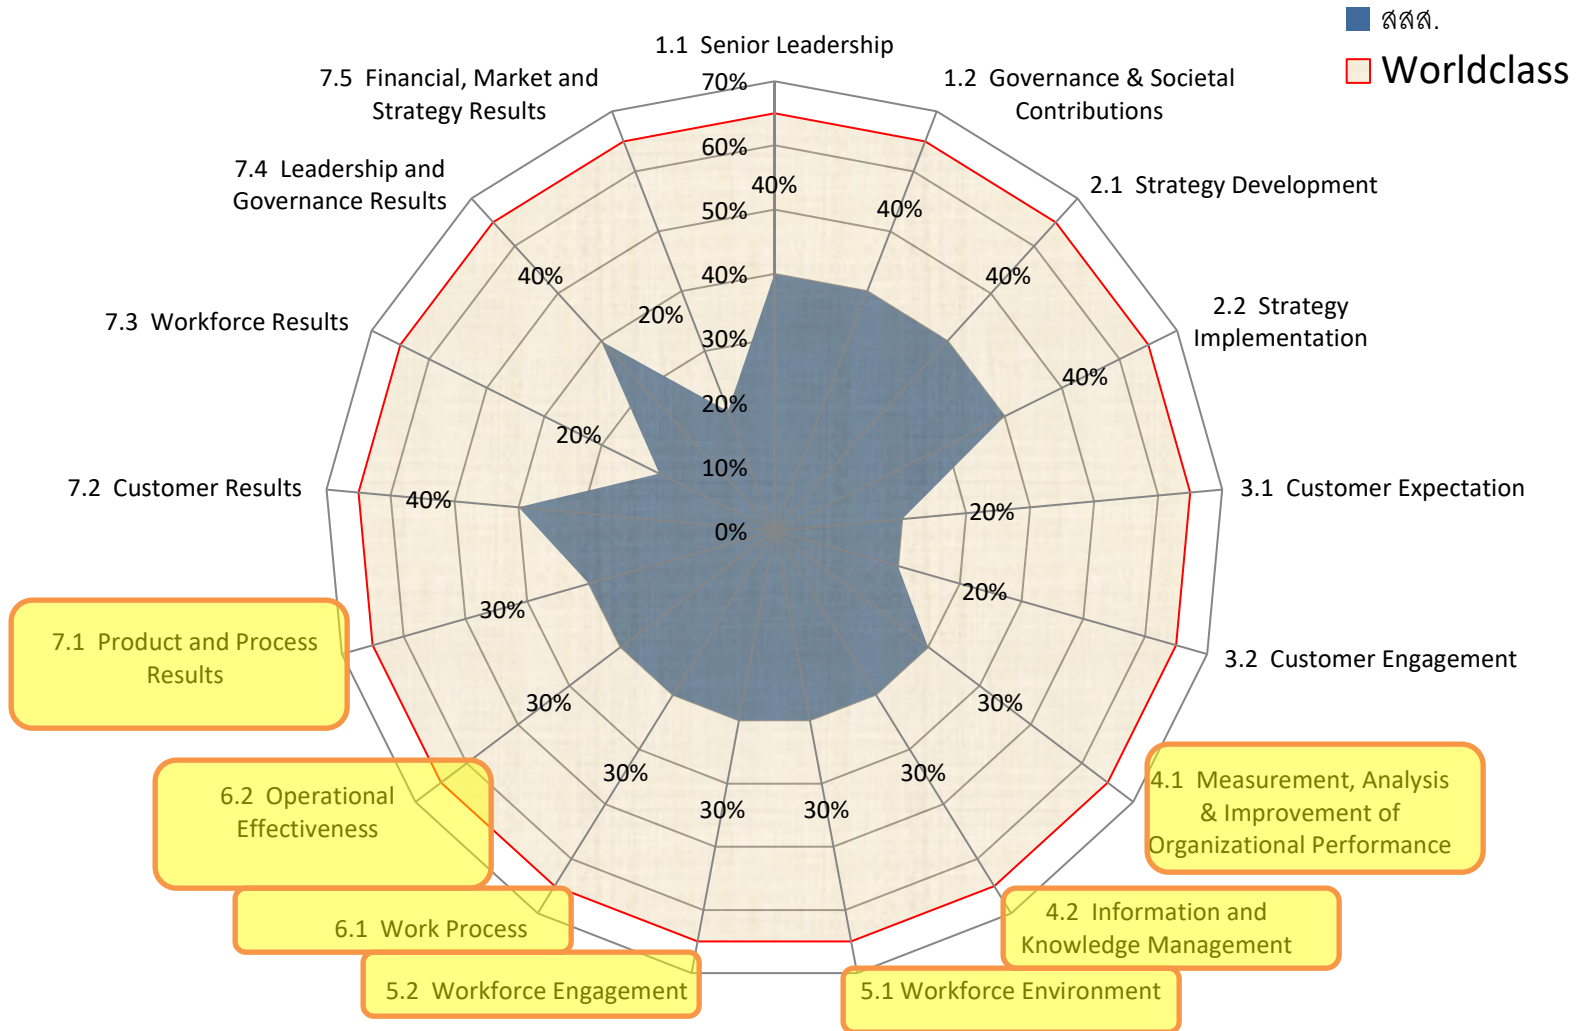 สสส.
Worldclass
1.1 Senior Leadership
1.2 Governance & Societal
Contributions
2.1 Strategy Development
2.2 Strategy
Implementation
3.1 Customer Expectation
3.2 Customer Engagement
4.1 Measurement, Analysis
& Improvement of
Organizational Performance
4.2 Information and
Knowledge Management
5.1 Workforce Environment
5.2 Workforce Engagement
6.1 Work Process
6.2 Operational
Effectiveness
7.1 Product and Process
Results
7.2 Customer Results
7.3 Workforce Results
7.4 Leadership and
Governance Results
7.5 Financial, Market and
Strategy Results
70%
60%
50%
40%
30%
20%
10%
0%
40%
40%
40%
40%
20%
20%
30%
30%
30%
30%
30%
30%
30%
40%
20%
40%
20%